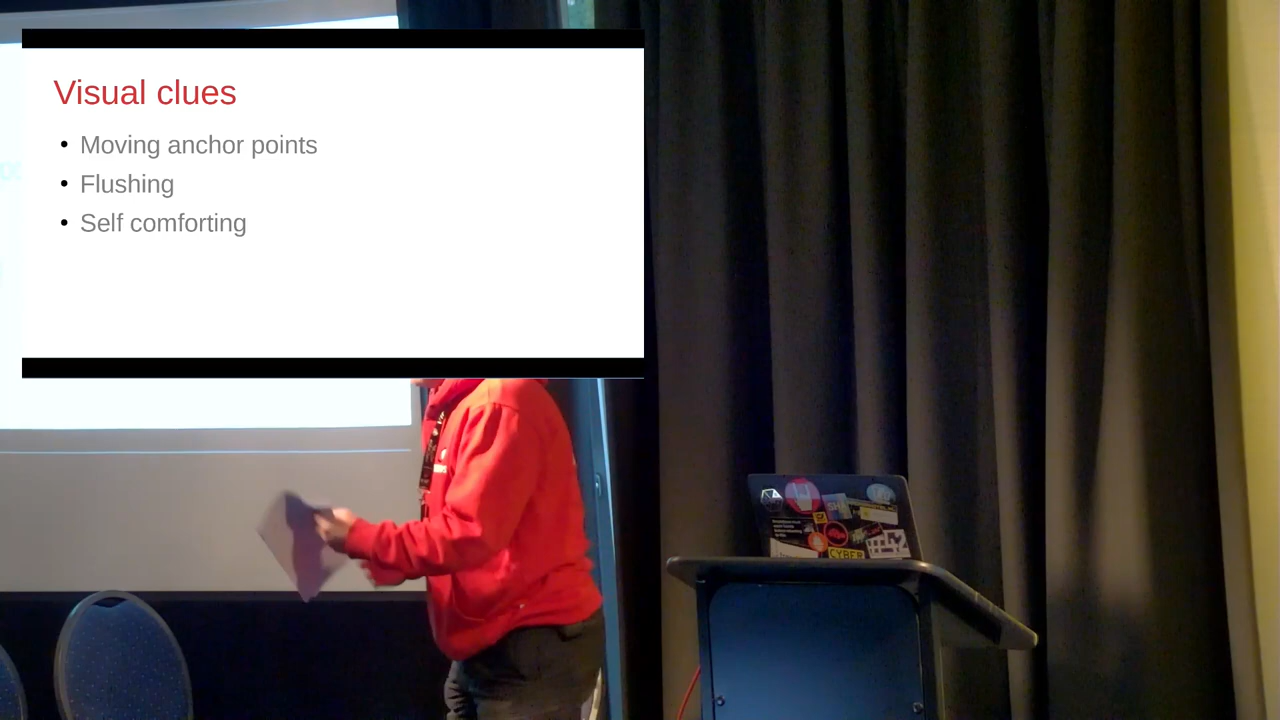 Visual clues
Moving anchor points
Flushing
Self comforting
CYBER